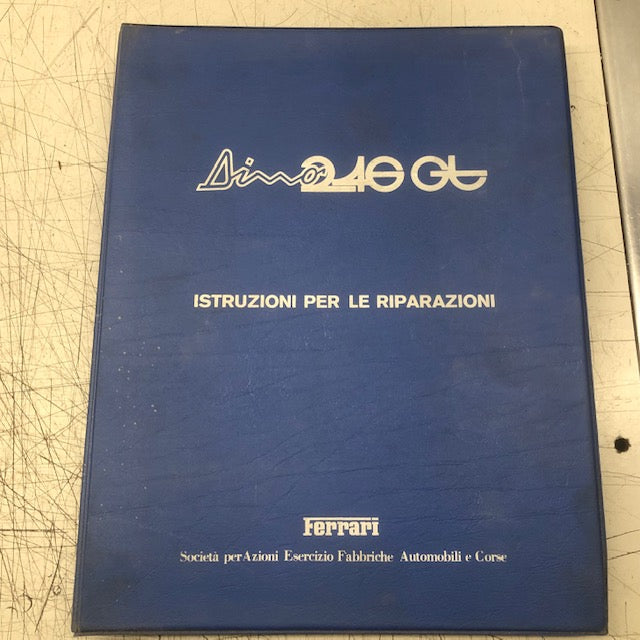 Dino 246 GT
ISTRUZIONI PER LE RIPARAZIONI
Ferrari
Società per Azioni Esercizio Fabbriche Automobili e Corse